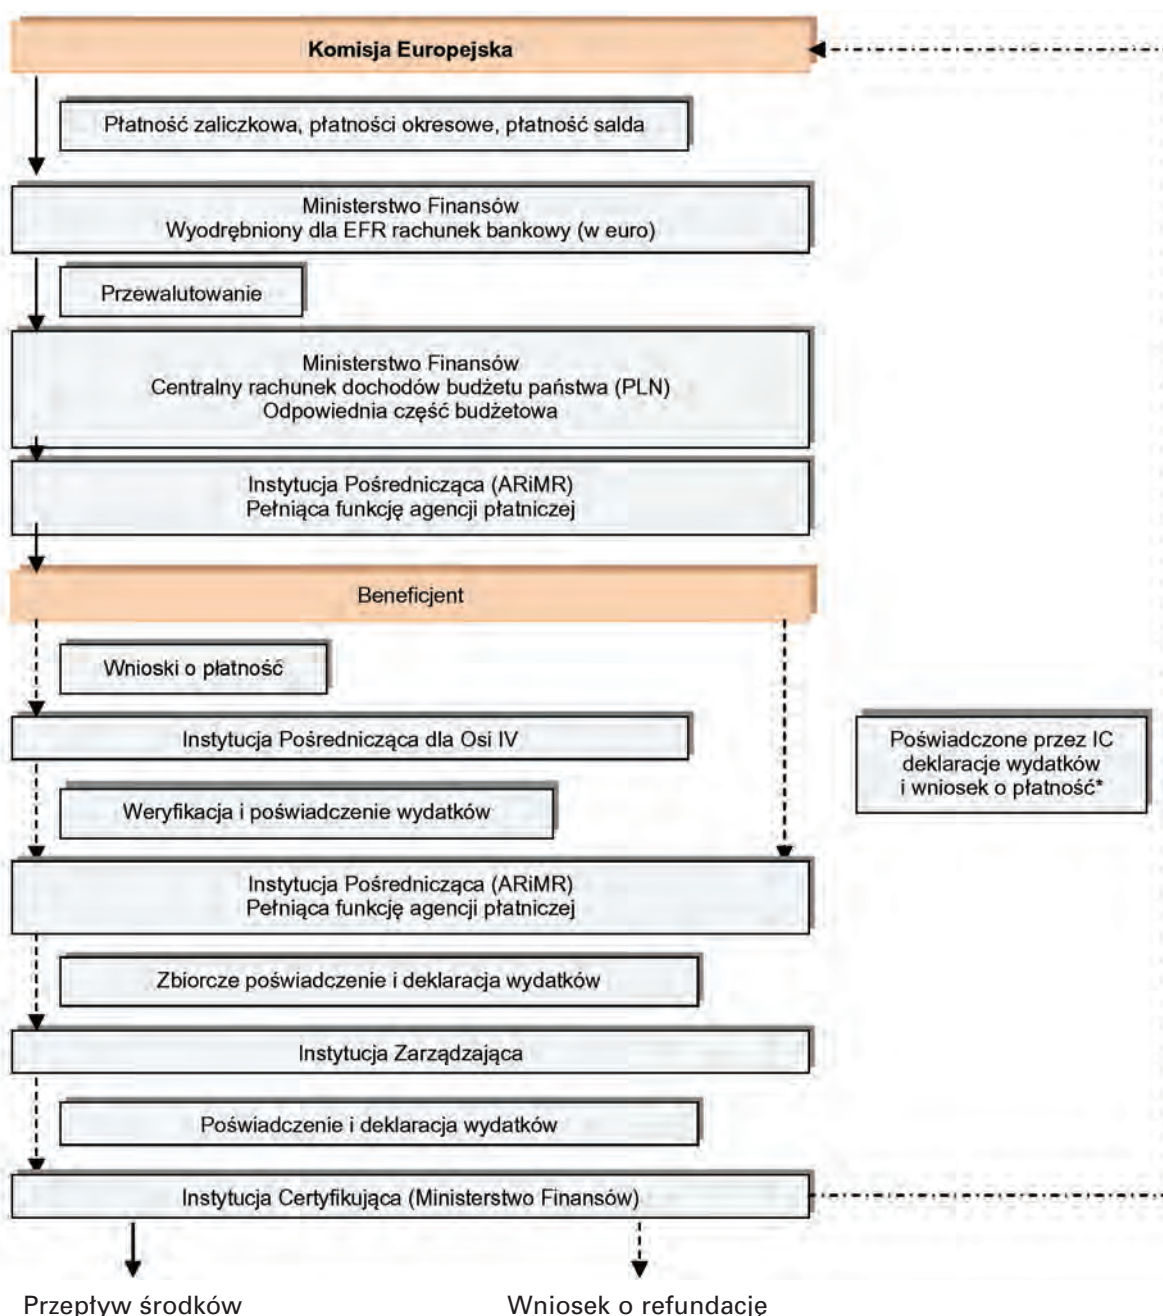 Komisja Europejska
Płatność zaliczkowa, płatności okresowe, płatność salda
Ministerstwo Finansów
Wyodrębniony dla EFR rachunek bankowy (w euro)
Przewalutowanie
Ministerstwo Finansów
Centralny rachunek dochodów budżetu państwa (PLN)
Odpowiednia część budżetowa
Instytucja Pośrednicząca (ARiMR)
Pełniąca funkcję agencji płatniczej
Beneficjent
Wnioski o płatność
Instytucja Pośrednicząca dla Osi IV
Poświadczone przez IC
deklaracje wydatków
i wniosek o płatność*
Weryfikacja i poświadczenie wydatków
Instytucja Pośrednicząca (ARiMR)
Pełniąca funkcję agencji płatniczej
Zbiorcze poświadczenie i deklaracja wydatków
Instytucja Zarządzająca
Poświadczenie i deklaracja wydatków
Instytucja Certyfikująca (Ministerstwo Finansów)
Przepływ środków
Wniosek o refundację